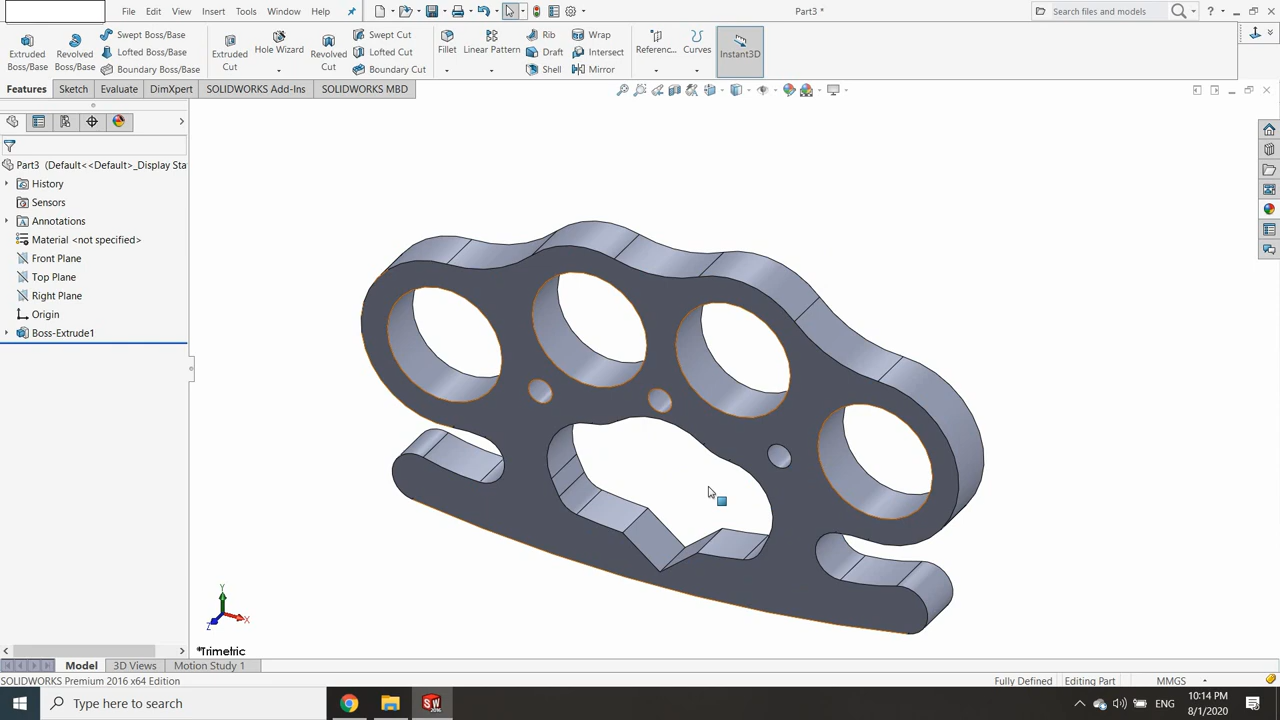 File Edit View Insert Tools Window Help
Part3 *
Search files and models
Extruded Boss/Base
Revolved Boss/Base
Swept Boss/Base
Lofted Boss/Base
Boundary Boss/Base
Extruded Cut
Hole Wizard
Revolved Cut
Swept Cut
Lofted Cut
Boundary Cut
Fillet
Linear Pattern
Rib
Draft
Shell
Wrap
Intersect
Mirror
Referenc...
Curves
Instant3D
Features Sketch Evaluate DimXpert SOLIDWORKS Add-Ins SOLIDWORKS MBD
Part3 (Default<<Default>_Display Sta
History
Sensors
Annotations
Material <not specified>
Front Plane
Top Plane
Right Plane
Origin
Boss-Extrude1
Y
X
Z
*Trimetric
Model 3D Views Motion Study 1
SOLIDWORKS Premium 2016 x64 Edition
Fully Defined Editing Part MMGS
Type here to search
SW
2016
ENG
10:14 PM
8/1/2020